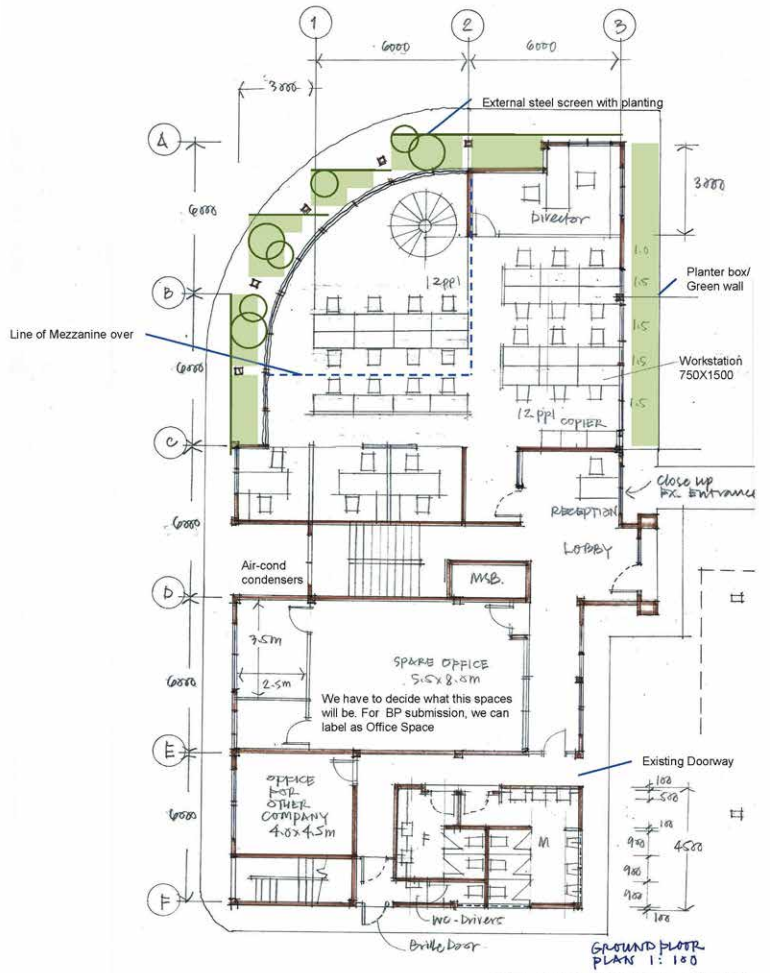 1
2
3
6000
6000
3000
External steel screen with planting
A
3000
6000
Director
1.0
12ppl
1.5
Planter box/
Green wall
B
1.5
Line of Mezzanine over
1.5
Workstation
750X1500
6000
1.5
12ppl
COPIER
C
Close up
Ex. Entrance
RECEPTION
6000
LOBBY
Air-cond
condensers
MSB.
D
3.5m
SPARE OFFICE
5.5x8.0m
2.5m
6000
We have to decide what this spaces
will be. For BP submission, we can
label as Office Space
E
Existing Doorway
OFFICE
FOR
OTHER
COMPANY
4.0x4.5m
100
500
100
6000
F
M
900
4500
900
900
F
100
WC-Drivers
GROUND FLOOR
PLAN 1:100